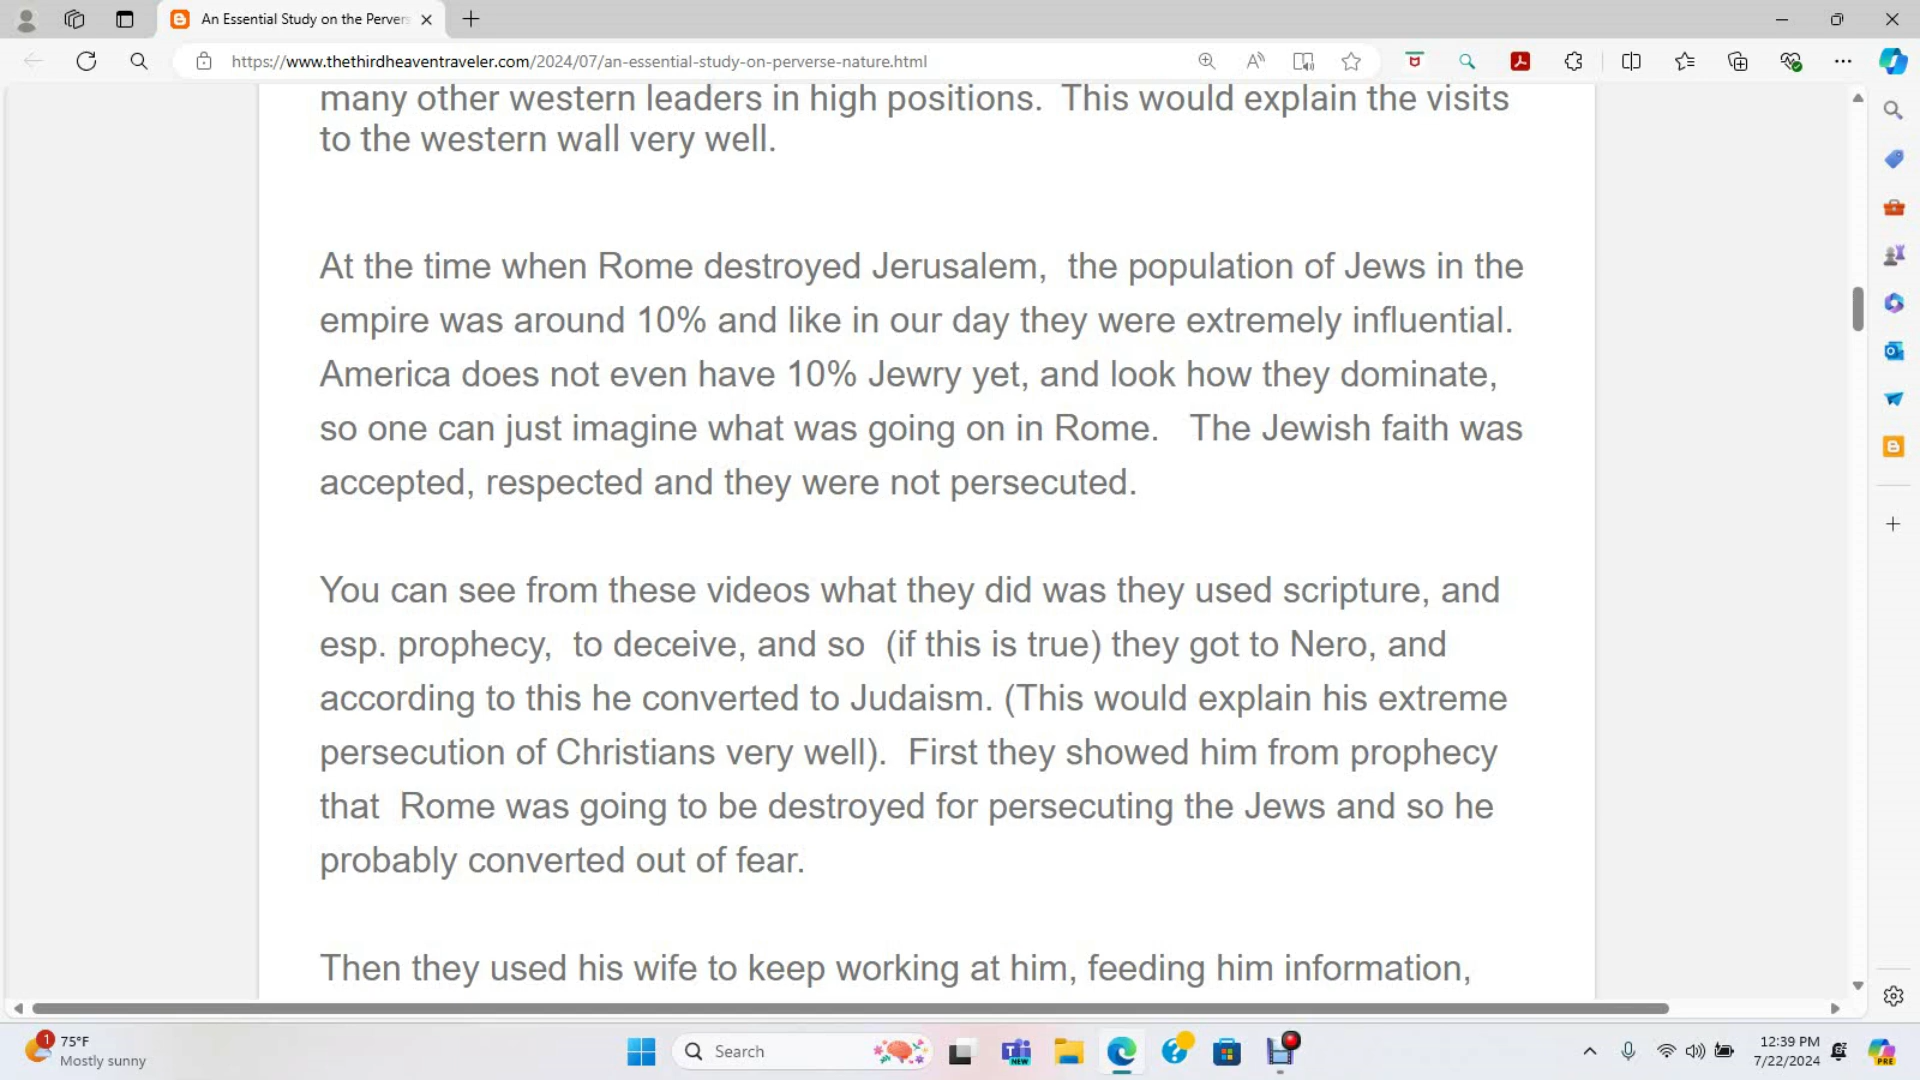 An Essential Study on the Pervers
https://www.thethirdheaventraveler.com/2024/07/an-essential-study-on-perverse-nature.html
many other western leaders in high positions.  This would explain the visits
to the western wall very well.
At the time when Rome destroyed Jerusalem,  the population of Jews in the
empire was around 10% and like in our day they were extremely influential.
America does not even have 10% Jewry yet, and look how they dominate,
so one can just imagine what was going on in Rome.   The Jewish faith was
accepted, respected and they were not persecuted.
You can see from these videos what they did was they used scripture, and
esp. prophecy,  to deceive, and so  (if this is true) they got to Nero, and
according to this he converted to Judaism. (This would explain his extreme
persecution of Christians very well).  First they showed him from prophecy
that  Rome was going to be destroyed for persecuting the Jews and so he
probably converted out of fear.
Then they used his wife to keep working at him, feeding him information,
1
75°F
Mostly sunny
Search
NEW
12:39 PM
7/22/2024
PRE